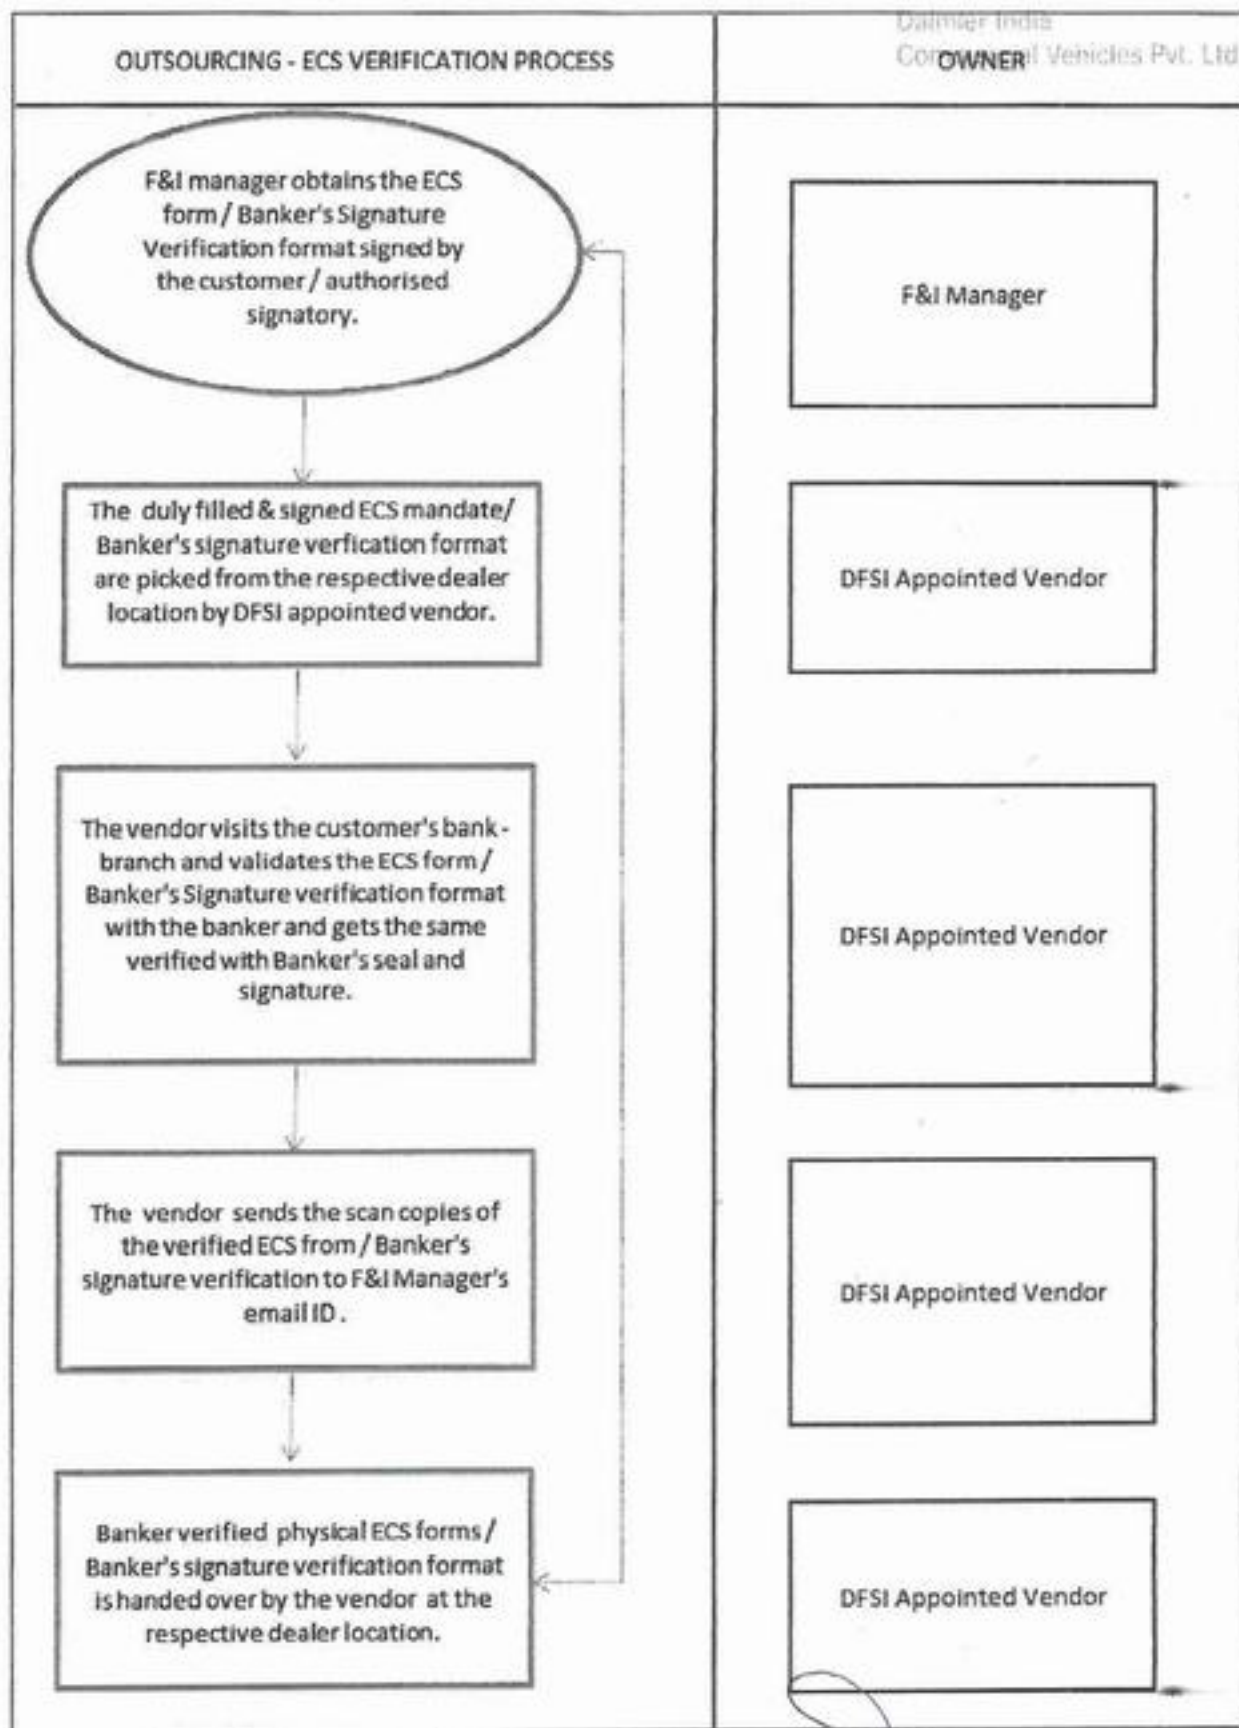 Daimler India
Commercial Vehicles Pvt. Ltd
OUTSOURCING - ECS VERIFICATION PROCESS
OWNER
F&I manager obtains the ECS
form / Banker's Signature
Verification format signed by
the customer / authorised
signatory.
F&I Manager
The duly filled & signed ECS mandate/
Banker's signature verfication format
are picked from the respective dealer
location by DFSI appointed vendor.
DFSI Appointed Vendor
The vendor visits the customer's bank -
branch and validates the ECS form /
Banker's Signature verification format
with the banker and gets the same
verified with Banker's seal and
signature.
DFSI Appointed Vendor
The vendor sends the scan copies of
the verified ECS from / Banker's
signature verification to F&I Manager's
email ID .
DFSI Appointed Vendor
Banker verified physical ECS forms /
Banker's signature verification format
is handed over by the vendor at the
respective dealer location.
DFSI Appointed Vendor